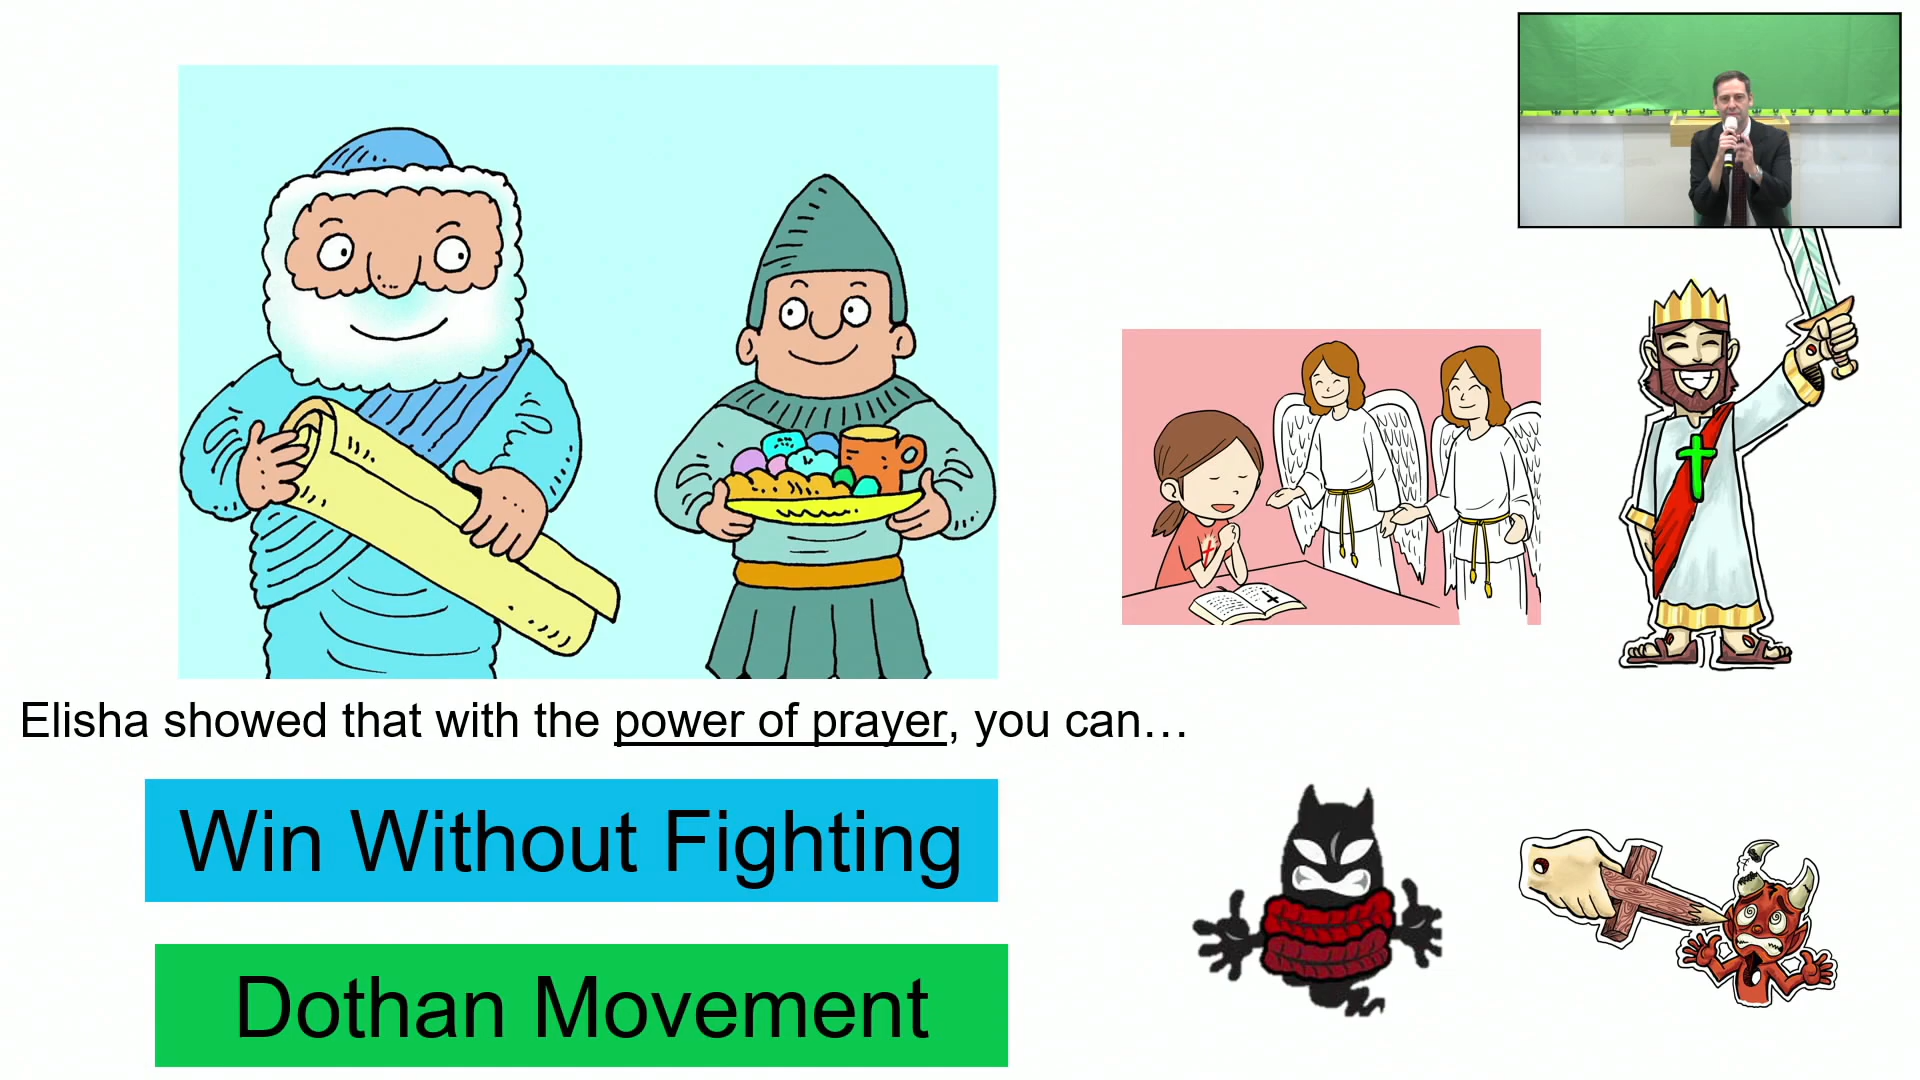 Elisha showed that with the power of prayer, you can…
Win Without Fighting
Dothan Movement